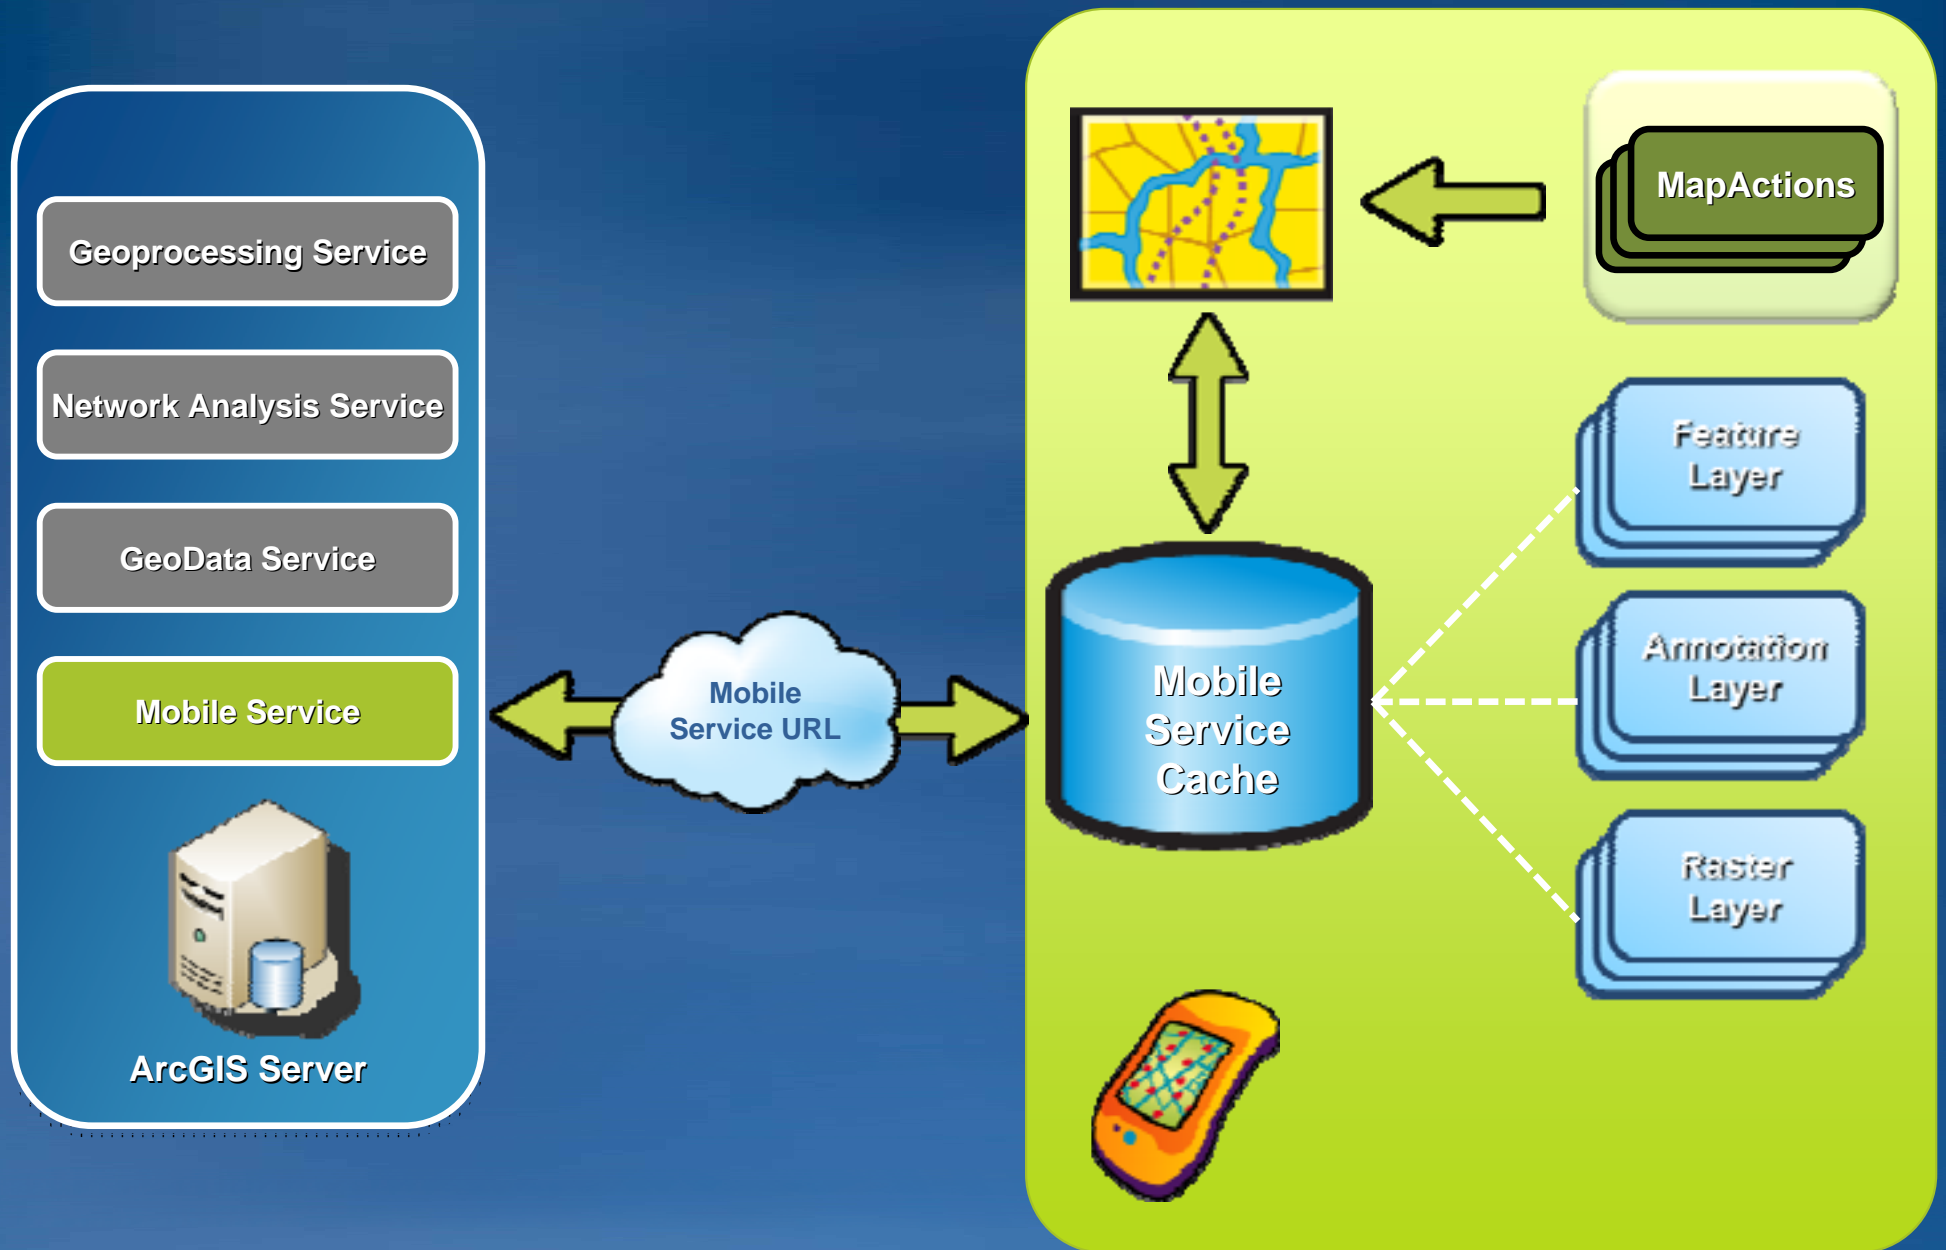 Geoprocessing Service
Network Analysis Service
GeoData Service
Mobile Service
ArcGIS Server
Mobile
Service URL
MapActions
Mobile
Service
Cache
Feature
Layer
Annotation
Layer
Raster
Layer